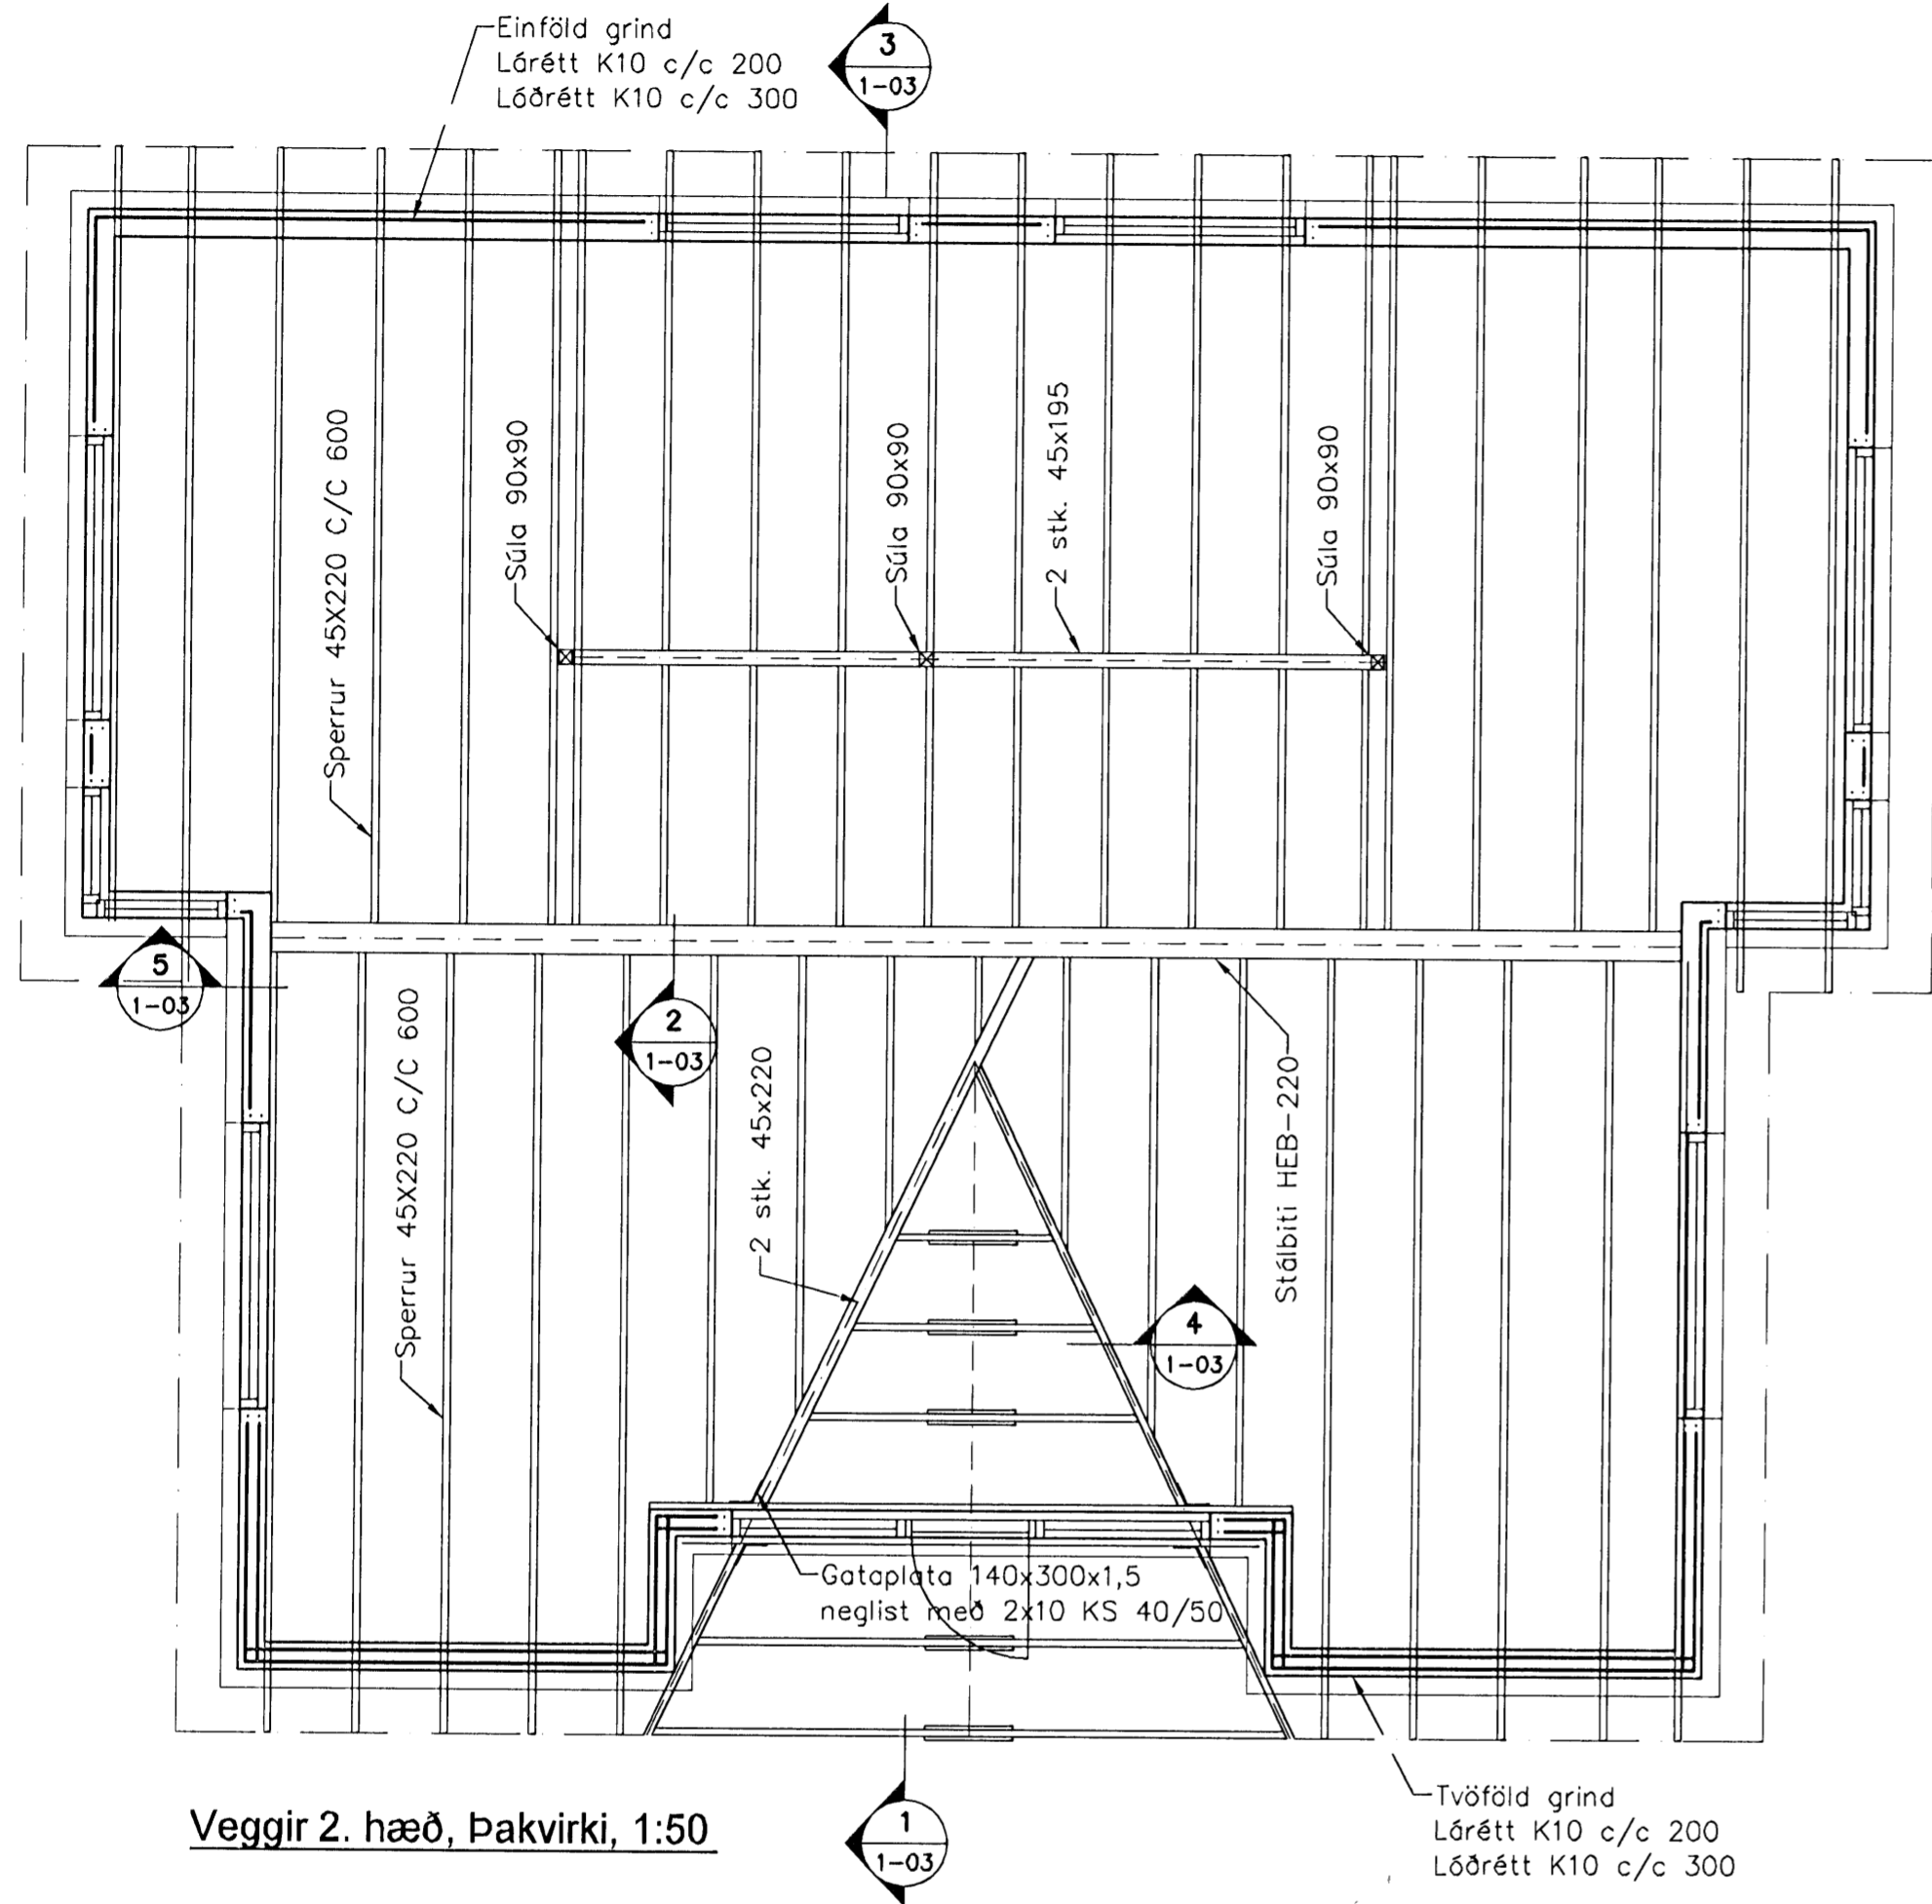 Einföld grind
Lárétt K10 c/c 200
Lóðrétt K10 c/c 300
3
1-03
Sperrur 45X220 C/C 600
Súla 90x90
Súla 90x90
2 stk. 45x195
Súla 90x90
5
1-03
2
1-03
Sperrur 45X220 C/C 600
2 stk. 45x220
Stálbiti HEB-220
4
1-03
Gataplata 140x300x1,5
neglist með 2x10 KS 40/50
Veggir 2. hæð, Þakvirki, 1:50
1
1-03
Tvöföld grind
Lárétt K10 c/c 200
Lóðrétt K10 c/c 300